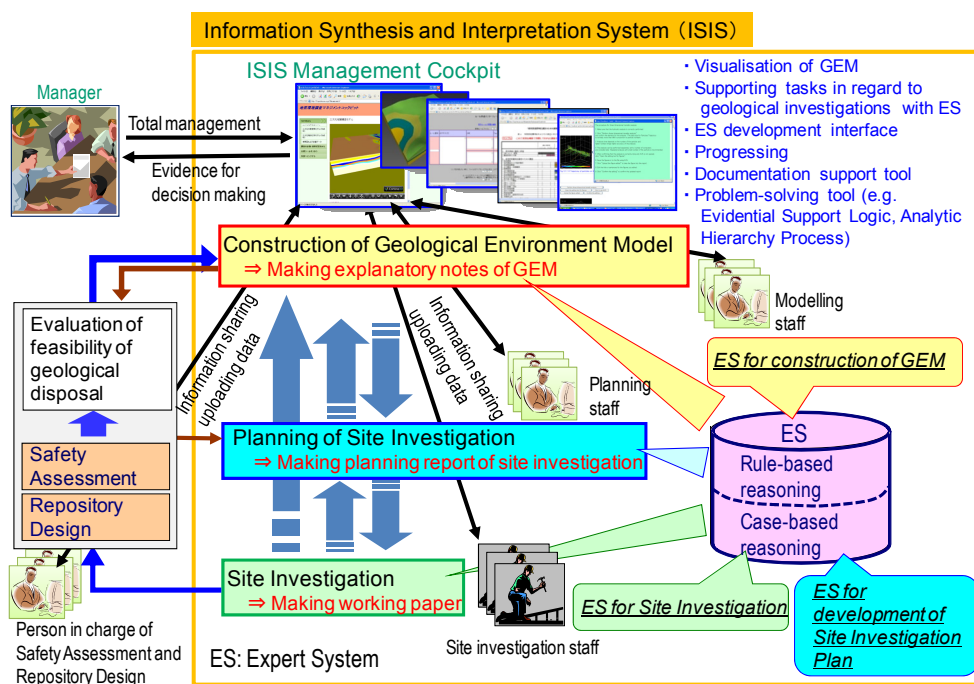 Information Synthesis and Interpretation System（ISIS）
ISIS Management Cockpit
Manager
Total management
Evidence for
decision making
・Visualisation of GEM
・Supporting tasks in regard to
geological investigations with ES
・ES development interface
・Progressing
・Documentation support tool
・Problem-solving tool (e.g.
Evidential Support Logic, Analytic
Hierarchy Process)
Construction of Geological Environment Model
⇒ Making explanatory notes of GEM
Modelling
staff
Evaluation of
feasibility of
geological
disposal
Information sharing
uploading data
Information sharing
uploading data
Information sharing
uploading data
Planning
staff
ES for construction of GEM
Planning of Site Investigation
⇒ Making planning report of site investigation
Safety
Assessment
Repository
Design
ES
Rule-based
reasoning
Case-based
reasoning
Site Investigation
⇒ Making working paper
ES for Site Investigation
ES for
development of
Site Investigation
Plan
Person in charge of
Safety Assessment and
Repository Design
ES: Expert System
Site investigation staff